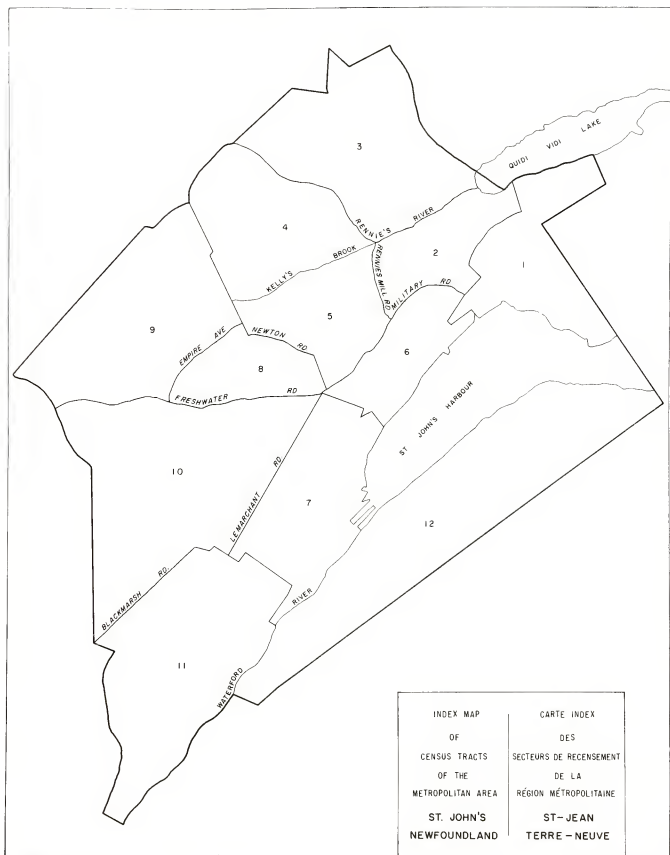 QUIDI VIDI LAKE
3
RENNIE'S RIVER
4
1
2
KELLY'S BROOK
RENNIES MILL RD
MILITARY RD
5
9
EMPIRE AVE
NEWTON RD
6
8
FRESHWATER RD
ST JOHN'S HARBOUR
10
LEMARCHANT RD
7
12
BLACKMARSH RD.
WATERFORD RIVER
11
INDEX MAP
OF
CENSUS TRACTS
OF THE
METROPOLITAN AREA
ST. JOHN'S
NEWFOUNDLAND
CARTE INDEX
DES
SECTEURS DE RECENSEMENT
DE LA
RÉGION MÉTROPOLITAINE
ST-JEAN
TERRE-NEUVE